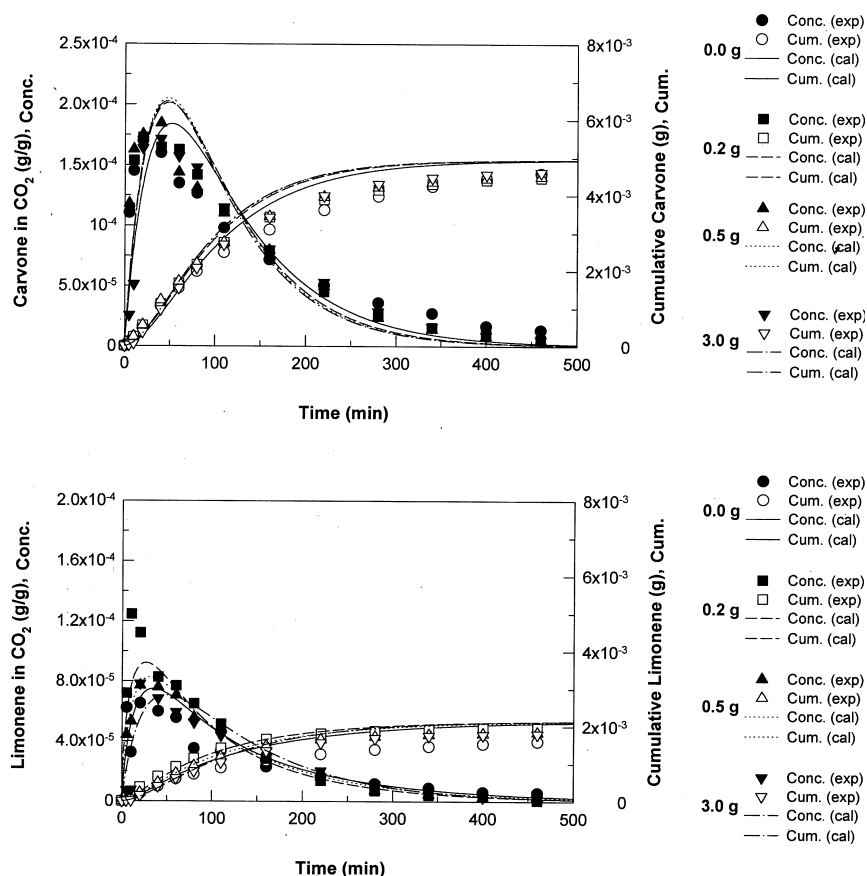 2.5x10⁻⁴
2.0x10⁻⁴
1.5x10⁻⁴
1x10⁻⁴
5.0x10⁻⁵
0
Carvone in CO₂ (g/g), Conc.
8x10⁻³
6x10⁻³
4x10⁻³
2x10⁻³
0
Cumulative Carvone (g), Cum.
0 100 200 300 400 500
Time (min)
0.0 g
Conc. (exp)
Cum. (exp)
Conc. (cal)
Cum. (cal)
0.2 g
Conc. (exp)
Cum. (exp)
Conc. (cal)
Cum. (cal)
0.5 g
Conc. (exp)
Cum. (exp)
Conc. (cal)
Cum. (cal)
3.0 g
Conc. (exp)
Cum. (exp)
Conc. (cal)
Cum. (cal)
2.0x10⁻⁴
1.6x10⁻⁴
1.2x10⁻⁴
8.0x10⁻⁵
4.0x10⁻⁵
0
Limonene in CO₂ (g/g), Conc.
8x10⁻³
6x10⁻³
4x10⁻³
2x10⁻³
0
Cumulative Limonene (g), Cum.
0 100 200 300 400 500
Time (min)
0.0 g
Conc. (exp)
Cum. (exp)
Conc. (cal)
Cum. (cal)
0.2 g
Conc. (exp)
Cum. (exp)
Conc. (cal)
Cum. (cal)
0.5 g
Conc. (exp)
Cum. (exp)
Conc. (cal)
Cum. (cal)
3.0 g
Conc. (exp)
Cum. (exp)
Conc. (cal)
Cum. (cal)